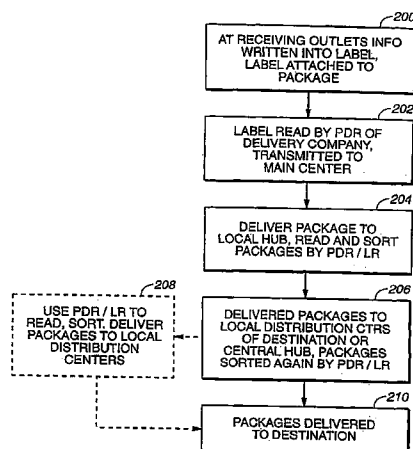 200
AT RECEIVING OUTLETS INFO
WRITTEN INTO LABEL,
LABEL ATTACHED TO
PACKAGE
202
LABEL READ BY PDR OF
DELIVERY COMPANY,
TRANSMITTED TO
MAIN CENTER
204
DELIVER PACKAGE TO
LOCAL HUB, READ AND SORT
PACKAGES BY PDR / LR
206
DELIVERED PACKAGES TO
LOCAL DISTRIBUTION CTRS
OF DESTINATION OR
CENTRAL HUB, PACKAGES
SORTED AGAIN BY PDR / LR
208
USE PDR / LR TO
READ, SORT. DELIVER
PACKAGES TO LOCAL
DISTRIBUTION
CENTERS
210
PACKAGES DELIVERED
TO DESTINATION